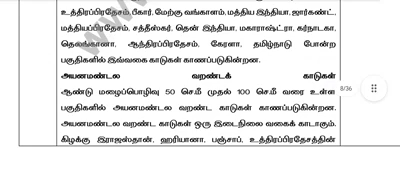 உத்திரப்பிரதேசம், பீகார், மேற்கு வங்காளம், மத்திய இந்தியா, ஜார்கண்ட்,
மத்தியப்பிரதேசம், சத்தீஸ்கர், தென் இந்தியா, மகாராஷ்ட்ரா, கர்நாடகா,
தெலங்கானா, ஆந்திரப்பிரதேசம், கேரளா, தமிழ்நாடு போன்ற
பகுதிகளில் இவ்வகை காடுகள் காணப்படுகின்றன.
அயனமண்டல வறண்டக் காடுகள்
ஆண்டு மழைப்பொழிவு 50 செ.மீ முதல் 100 செ.மீ வரை உள்ள
பகுதிகளில் அயனமண்டல வறண்ட காடுகள் காணப்படுகின்றன.
அயனமண்டல வறண்ட காடுகள் ஒரு இடைநிலை வகைக் காடாகும்.
கிழக்கு இராஜஸ்தான், ஹரியானா, பஞ்சாப், உத்திரப்பிரதேசத்தின்
8/36